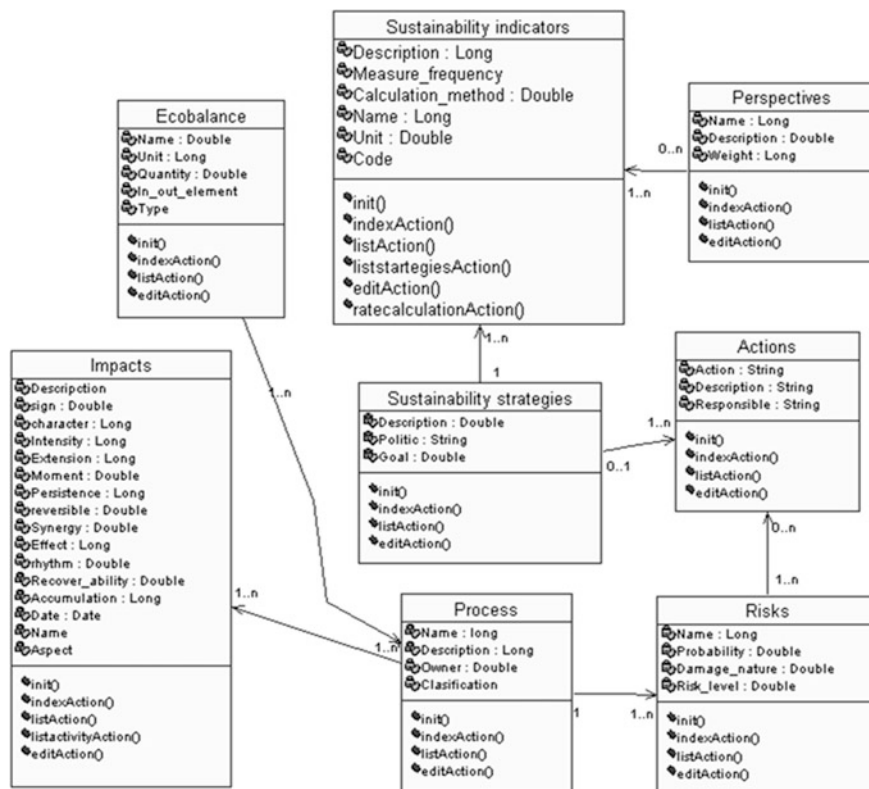 Sustainability indicators
Description : Long
Measure_frequency
Calculation_method : Double
Name : Long
Unit : Double
Code
init()
indexAction()
listAction()
liststartegiesAction()
editAction()
ratecalculationAction()
Ecobalance
Name : Double
Unit : Long
Quantity : Double
In_out_element
Type
init()
indexAction()
listAction()
editAction()
Perspectives
Name : Long
Description : Double
Weight : Long
init()
indexAction()
listAction()
editAction()
0..n
1..n
1..n
1
1..n
Impacts
Descripction
sign : Double
character : Long
Intensity : Long
Extension : Long
Moment : Double
Persistence : Long
reversible : Double
Synergy : Double
Effect : Long
rhythm : Double
Recover_ability : Double
Accumulation : Long
Date : Date
Name
Aspect
init()
indexAction()
listAction()
listactivityAction()
editAction()
Sustainability strategies
Description : Double
Politic : String
Goal : Double
init()
indexAction()
listAction()
editAction()
Actions
Action : String
Description : String
Responsible : String
init()
indexAction()
listAction()
editAction()
1..n
0..1
0..n
1..n
1..n
1..n
Process
Name : long
Description : Long
Owner : Double
Clasification
init()
indexAction()
listAction()
editAction()
1
1..n
Risks
Name : Long
Probability : Double
Damage_nature : Double
Risk_level : Double
init()
indexAction()
listAction()
editAction()